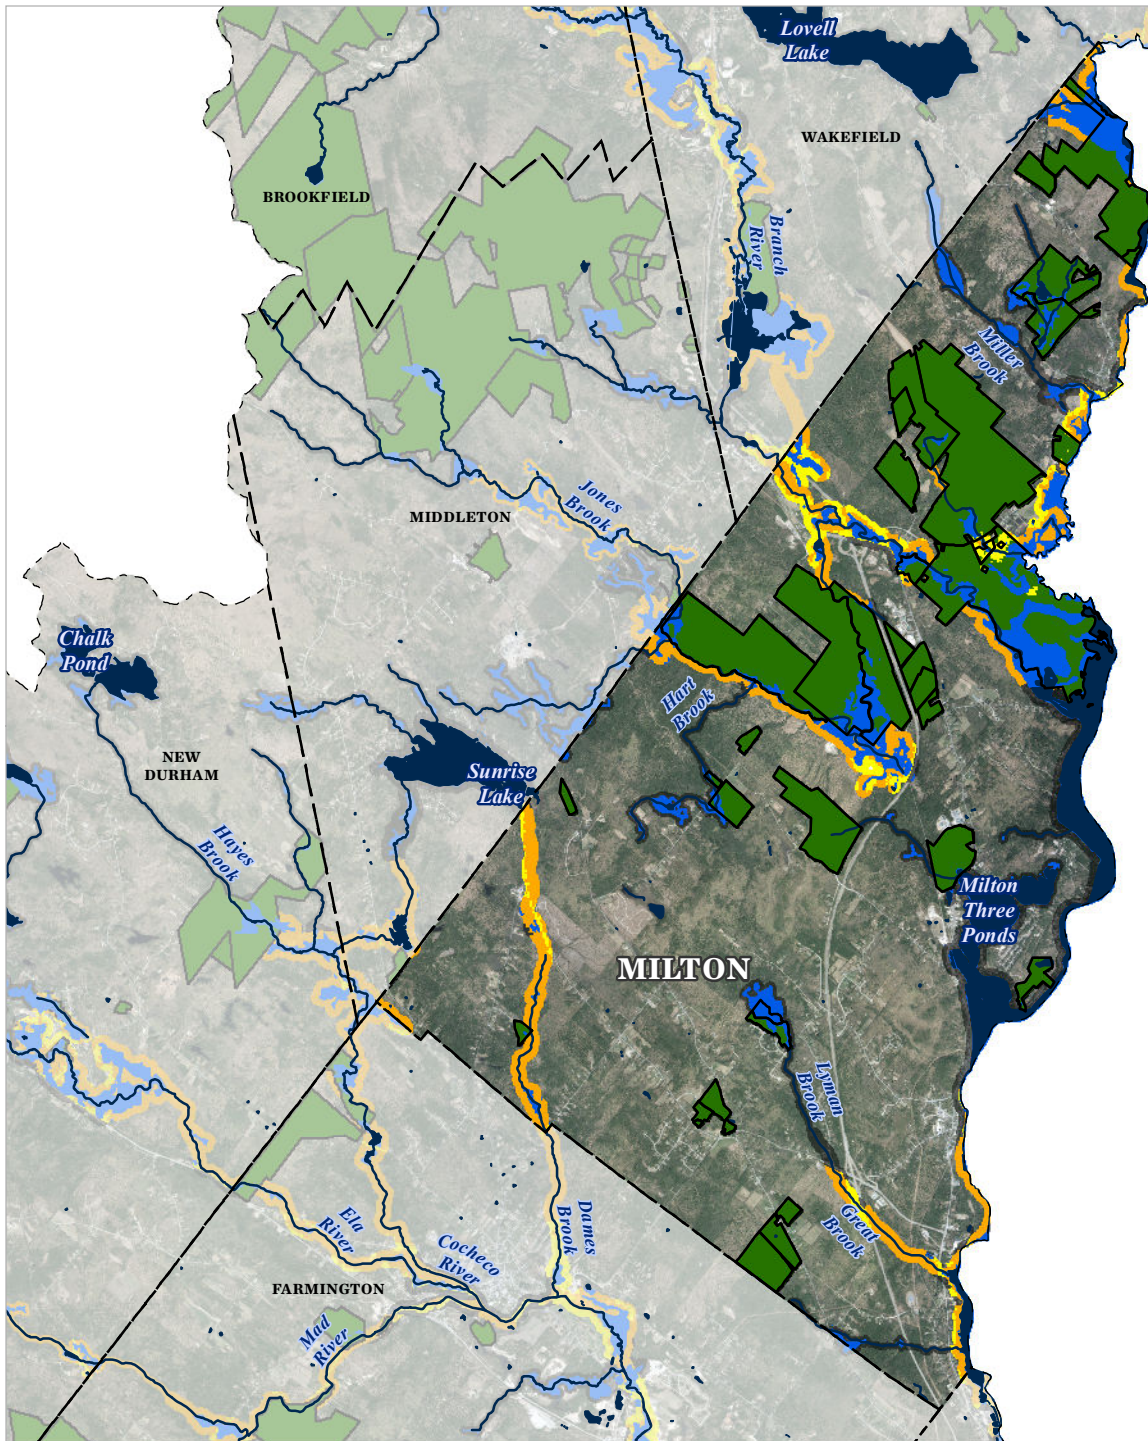 Lovell
Lake
WAKEFIELD
BROOKFIELD
Branch
River
Miller
Brook
Jones
Brook
MIDDLETON
Chalk
Pond
Hart
Brook
NEW
DURHAM
Sunrise
Lake
Hayes
Brook
Milton
Three
Ponds
MILTON
Lyman
Brook
Great
Brook
Dames
Brook
Ela
River
Cocheco
River
FARMINGTON
Mad
River